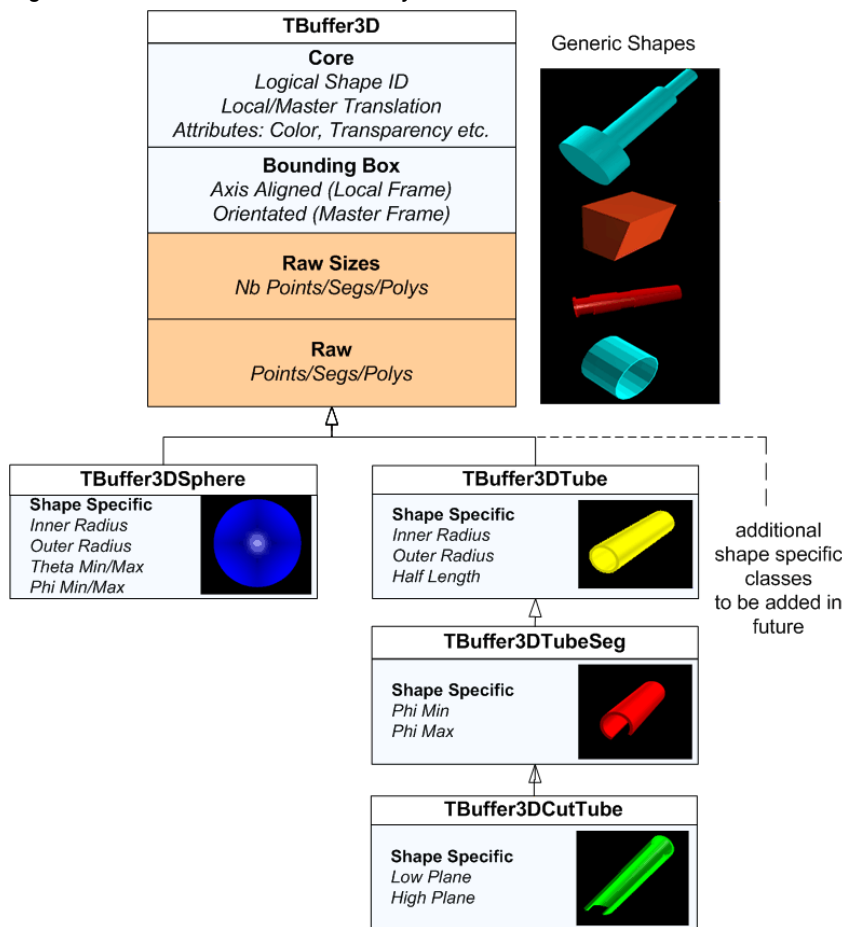 TBuffer3D
Generic Shapes
Core
Logical Shape ID
Local/Master Translation
Attributes: Color, Transparency etc.
Bounding Box
Axis Aligned (Local Frame)
Orientated (Master Frame)
Raw Sizes
Nb Points/Segs/Polys
Raw
Points/Segs/Polys
TBuffer3DSphere
Shape Specific
Inner Radius
Outer Radius
Theta Min/Max
Phi Min/Max
TBuffer3DTube
Shape Specific
Inner Radius
Outer Radius
Half Length
additional
shape specific
classes
to be added in
future
TBuffer3DTubeSeg
Shape Specific
Phi Min
Phi Max
TBuffer3DCutTube
Shape Specific
Low Plane
High Plane